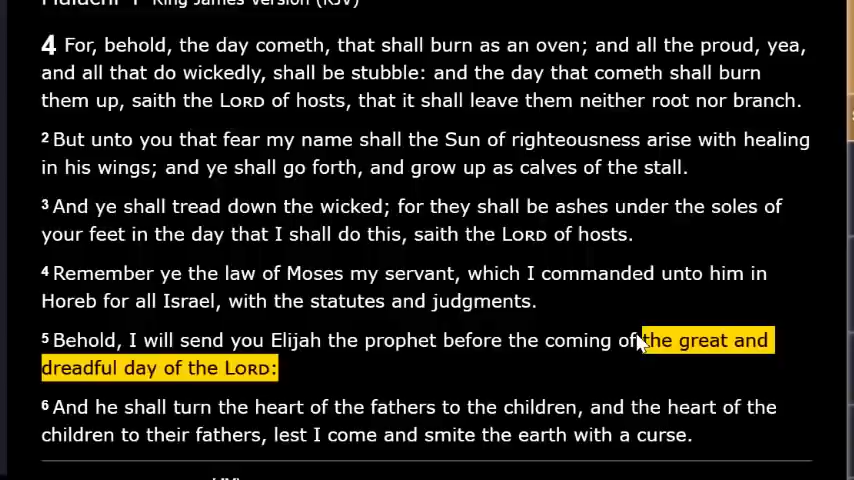 Malachi 4 King James Version (KJV)
4 For, behold, the day cometh, that shall burn as an oven; and all the proud, yea,
and all that do wickedly, shall be stubble: and the day that cometh shall burn
them up, saith the LORD of hosts, that it shall leave them neither root nor branch.
2 But unto you that fear my name shall the Sun of righteousness arise with healing
in his wings; and ye shall go forth, and grow up as calves of the stall.
3 And ye shall tread down the wicked; for they shall be ashes under the soles of
your feet in the day that I shall do this, saith the LORD of hosts.
4 Remember ye the law of Moses my servant, which I commanded unto him in
Horeb for all Israel, with the statutes and judgments.
5 Behold, I will send you Elijah the prophet before the coming of the great and
dreadful day of the LORD:
6 And he shall turn the heart of the fathers to the children, and the heart of the
children to their fathers, lest I come and smite the earth with a curse.